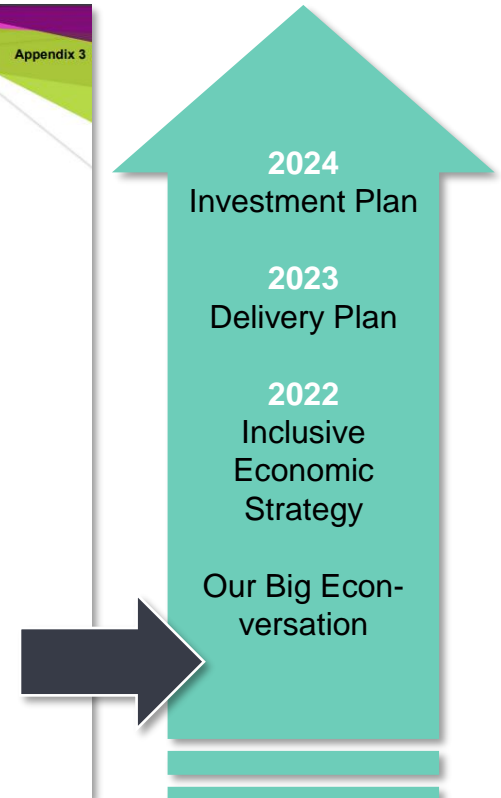 Appendix 3
2024
Investment Plan
2023
Delivery Plan
2022
Inclusive
Economic
Strategy
Our Big Econ-
versation